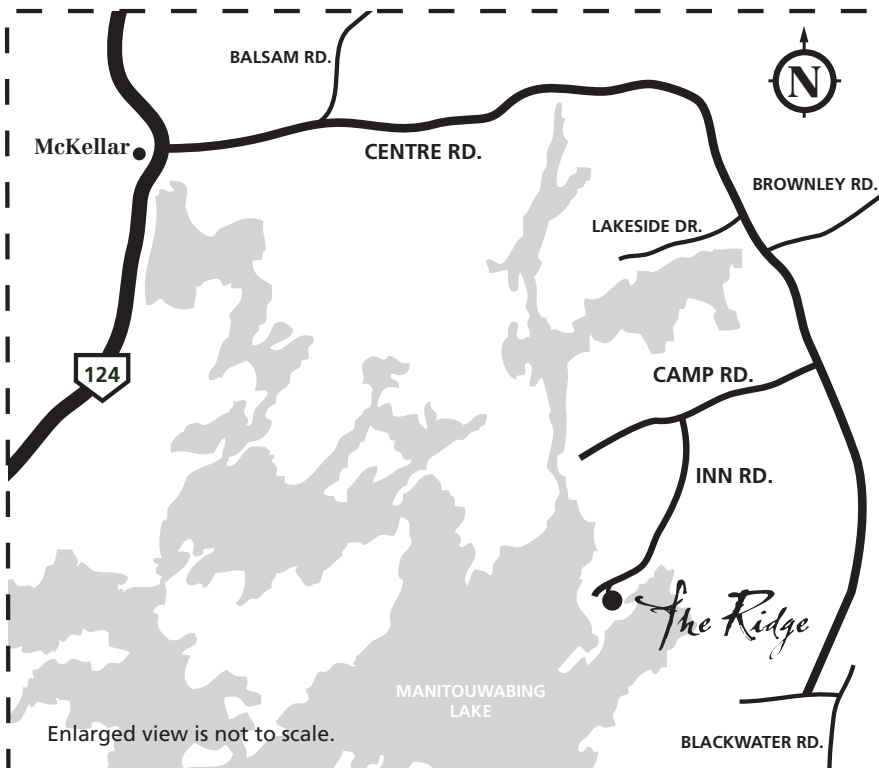 BALSAM RD.
N
McKellar
CENTRE RD.
BROWNLEY RD.
LAKESIDE DR.
124
CAMP RD.
INN RD.
The Ridge
MANITOUWABING
LAKE
Enlarged view is not to scale.
BLACKWATER RD.